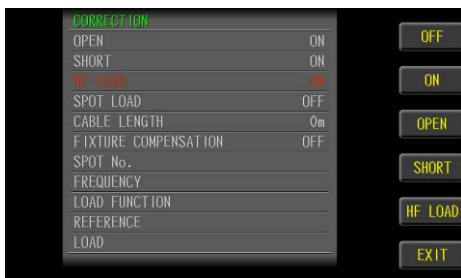 CORRECTION
OPEN ON
SHORT ON
HF LOAD ON
SPOT LOAD OFF
CABLE LENGTH 0m
FIXTURE COMPENSATION OFF
SPOT No.
FREQUENCY
LOAD FUNCTION
REFERENCE
LOAD
OFF
ON
OPEN
SHORT
HF LOAD
EXIT